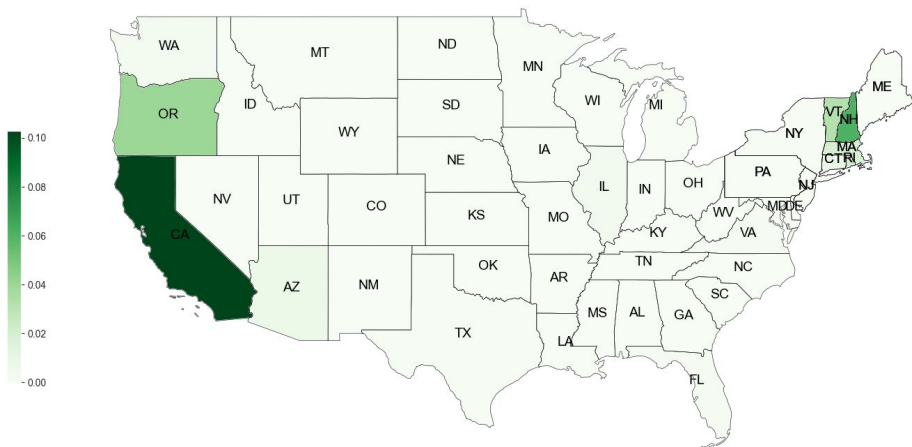 WA
MT
ND
MN
ME
OR
ID
SD
WI
MI
VT
NH
WY
NY
MA
CT
RI
0.10
NE
IA
PA
NV
UT
CO
IL
IN
OH
NJ
0.08
KS
MO
WV
MD
DE
CA
KY
VA
0.06
OK
TN
NC
AZ
NM
AR
0.04
SC
MS
AL
GA
TX
0.02
LA
FL
0.00